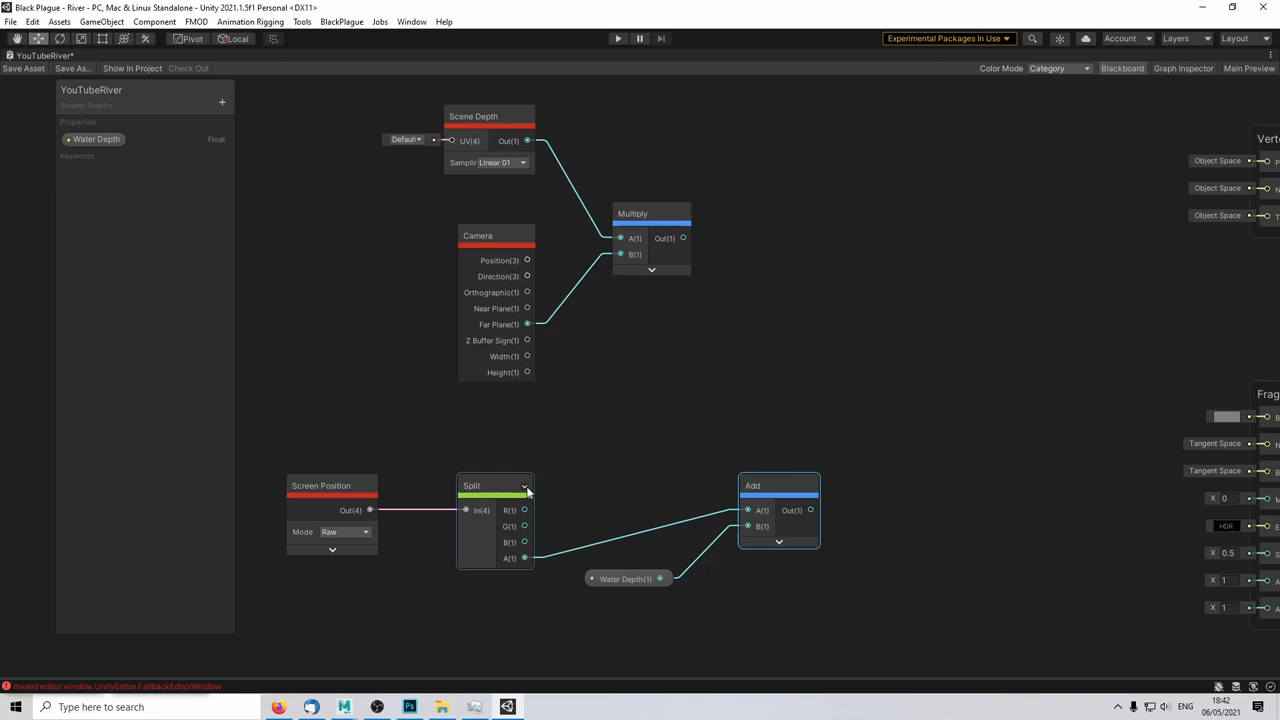 Black Plague - River - PC, Mac & Linux Standalone - Unity 2021.1.5f1 Personal <DX11>
File Edit Assets GameObject Component FMOD Animation Rigging Tools BlackPlague Jobs Window Help
Pivot Local Experimental Packages In Use Account Layers Layout
YouTubeRiver*
Save Asset Save As... Show In Project Check Out Color Mode Category Blackboard Graph Inspector Main Preview
YouTubeRiver
Shader Graphs
Properties
Water Depth Float
Keywords
Scene Depth
Default UV(4) Out(1)
Samplin Linear 01
Camera
Position(3)
Direction(3)
Orthographic(1)
Near Plane(1)
Far Plane(1)
Z Buffer Sign(1)
Width(1)
Height(1)
Multiply
A(1) Out(1)
B(1)
Screen Position
Out(4)
Mode Raw
Split
In(4) R(1)
G(1)
B(1)
A(1)
Water Depth(1)
Add
A(1) Out(1)
B(1)
Verte
Object Space P
Object Space N
Object Space T
Frag
B
Tangent Space N
Tangent Space B
X 0 M
HDR E
X 0.5 S
X 1 A
X 1 A
Invalid editor window UnityEditor.FallbackEditorWindow
Type here to search
18:42
06/05/2021